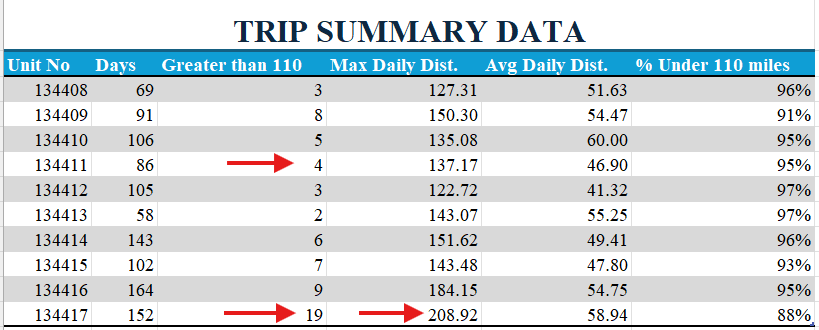 TRIP SUMMARY DATA
Unit No Days Greater than 110 Max Daily Dist. Avg Daily Dist. % Under 110 miles
134408 69 3 127.31 51.63 96%
134409 91 8 150.30 54.47 91%
134410 106 5 135.08 60.00 95%
134411 86 4 137.17 46.90 95%
134412 105 3 122.72 41.32 97%
134413 58 2 143.07 55.25 97%
134414 143 6 151.62 49.41 96%
134415 102 7 143.48 47.80 93%
134416 164 9 184.15 54.75 95%
134417 152 19 208.92 58.94 88%